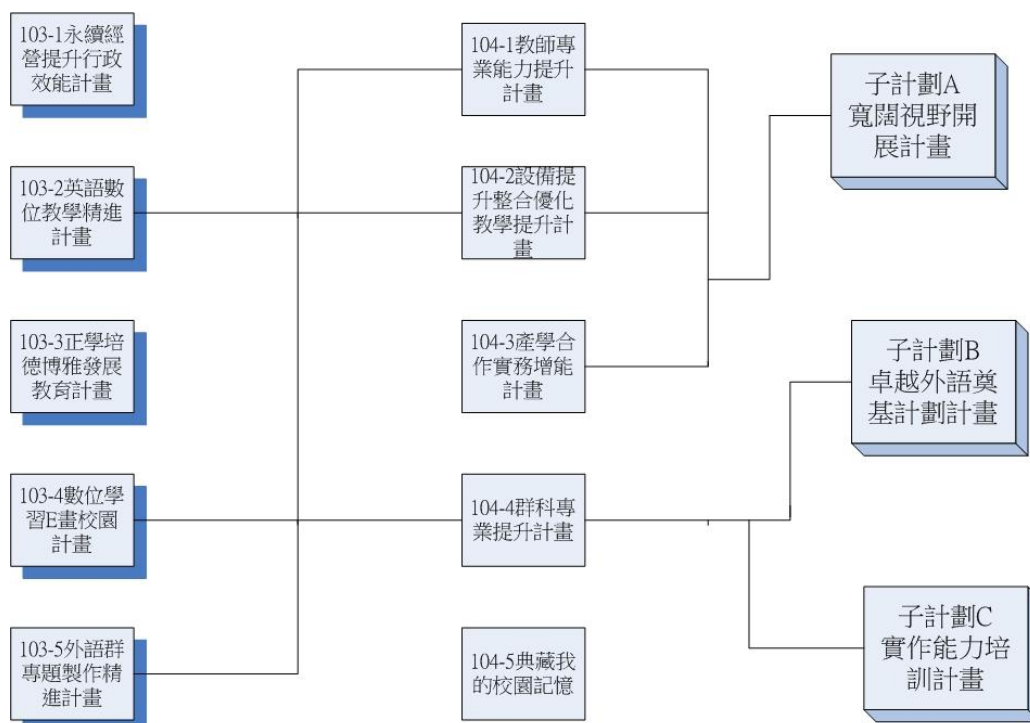 103-1永續經
營提升行政
效能計畫
103-2英語數
位教學精進
計畫
103-3正學培
德博雅發展
教育計畫
103-4數位學
習E畫校園
計畫
103-5外語群
專題製作精
進計畫
104-1教師專
業能力提升
計畫
104-2設備提
升整合優化
教學提升計
畫
104-3產學合
作實務增能
計畫
104-4群科專
業提升計畫
104-5典藏我
的校園記憶
子計劃A
寬闊視野開
展計畫
子計劃B
卓越外語奠
基計劃計畫
子計劃C
實作能力培
訓計畫